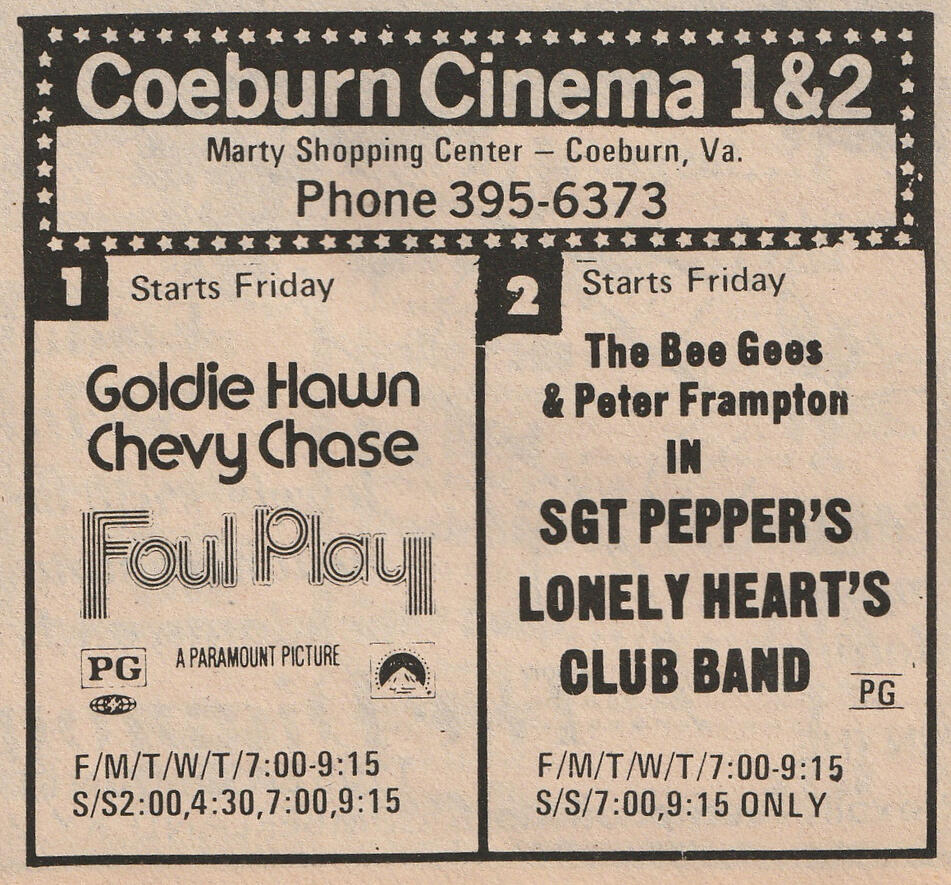 Coeburn Cinema 1&2
Marty Shopping Center – Coeburn, Va.
Phone 395-6373
1 Starts Friday
Goldie Hawn
Chevy Chase
Foul Play
PG A PARAMOUNT PICTURE
F/M/T/W/T/7:00-9:15
S/S2:00,4:30,7:00,9:15
2 Starts Friday
The Bee Gees
& Peter Frampton
IN
SGT PEPPER'S
LONELY HEART'S
CLUB BAND
PG
F/M/T/W/T/7:00-9:15
S/S/7:00,9:15 ONLY